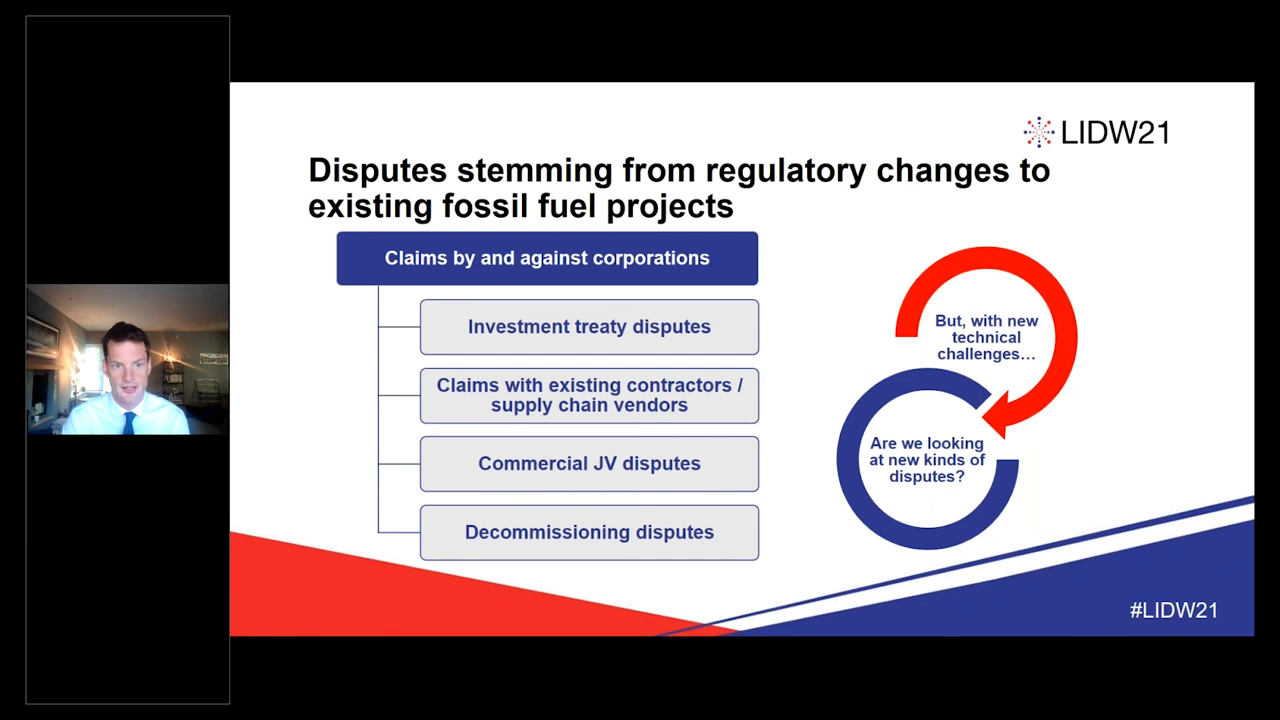 LIDW21
Disputes stemming from regulatory changes to
existing fossil fuel projects
Claims by and against corporations
Investment treaty disputes
Claims with existing contractors /
supply chain vendors
Commercial JV disputes
Decommissioning disputes
But, with new
technical
challenges…
Are we looking
at new kinds of
disputes?
#LIDW21